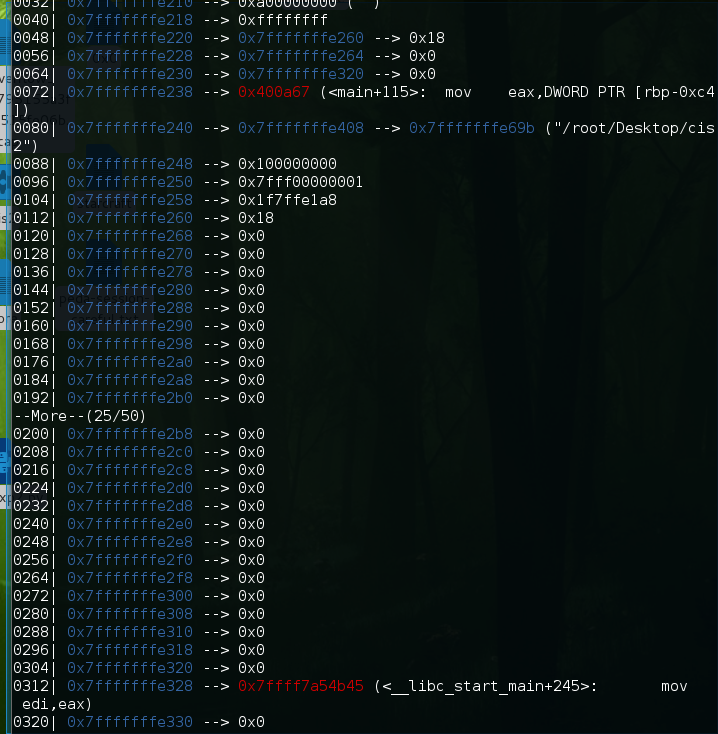 0032| 0x7fffffffe210 --> 0xa00000000 ('')
0040| 0x7fffffffe218 --> 0xffffffff
0048| 0x7fffffffe220 --> 0x7fffffffe260 --> 0x18
0056| 0x7fffffffe228 --> 0x7fffffffe264 --> 0x0
0064| 0x7fffffffe230 --> 0x7fffffffe320 --> 0x0
0072| 0x7fffffffe238 --> 0x400a67 (<main+115>: mov eax,DWORD PTR [rbp-0xc4
])
0080| 0x7fffffffe240 --> 0x7fffffffe408 --> 0x7fffffffe69b ("/root/Desktop/cis
2")
0088| 0x7fffffffe248 --> 0x100000000
0096| 0x7fffffffe250 --> 0x7fff00000001
0104| 0x7fffffffe258 --> 0x1f7ffe1a8
0112| 0x7fffffffe260 --> 0x18
0120| 0x7fffffffe268 --> 0x0
0128| 0x7fffffffe270 --> 0x0
0136| 0x7fffffffe278 --> 0x0
0144| 0x7fffffffe280 --> 0x0
0152| 0x7fffffffe288 --> 0x0
0160| 0x7fffffffe290 --> 0x0
0168| 0x7fffffffe298 --> 0x0
0176| 0x7fffffffe2a0 --> 0x0
0184| 0x7fffffffe2a8 --> 0x0
0192| 0x7fffffffe2b0 --> 0x0
--More--(25/50)
0200| 0x7fffffffe2b8 --> 0x0
0208| 0x7fffffffe2c0 --> 0x0
0216| 0x7fffffffe2c8 --> 0x0
0224| 0x7fffffffe2d0 --> 0x0
0232| 0x7fffffffe2d8 --> 0x0
0240| 0x7fffffffe2e0 --> 0x0
0248| 0x7fffffffe2e8 --> 0x0
0256| 0x7fffffffe2f0 --> 0x0
0264| 0x7fffffffe2f8 --> 0x0
0272| 0x7fffffffe300 --> 0x0
0280| 0x7fffffffe308 --> 0x0
0288| 0x7fffffffe310 --> 0x0
0296| 0x7fffffffe318 --> 0x0
0304| 0x7fffffffe320 --> 0x0
0312| 0x7fffffffe328 --> 0x7ffff7a54b45 (<__libc_start_main+245>: mov
edi,eax)
0320| 0x7fffffffe330 --> 0x0